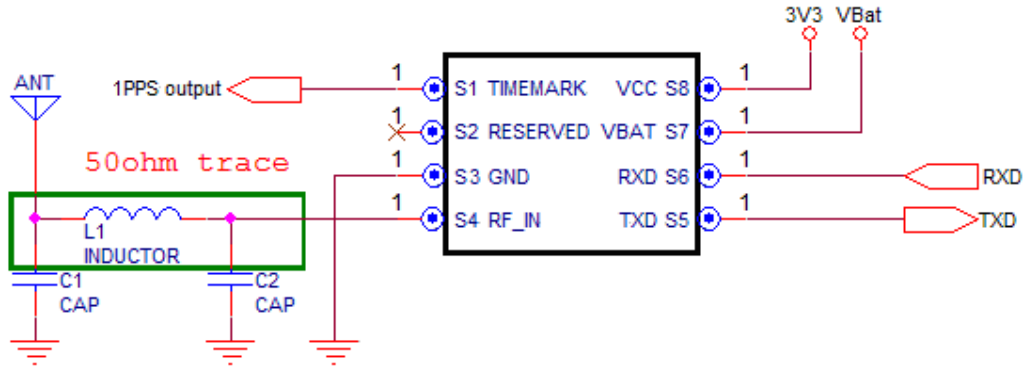 3V3 VBat
ANT
1PPS output
1 S1 TIMEMARK VCC S8 1
1 S2 RESERVED VBAT S7 1
50ohm trace
1 S3 GND RXD S6 1 RXD
1 S4 RF_IN TXD S5 1 TXD
L1
INDUCTOR
C1
CAP
C2
CAP